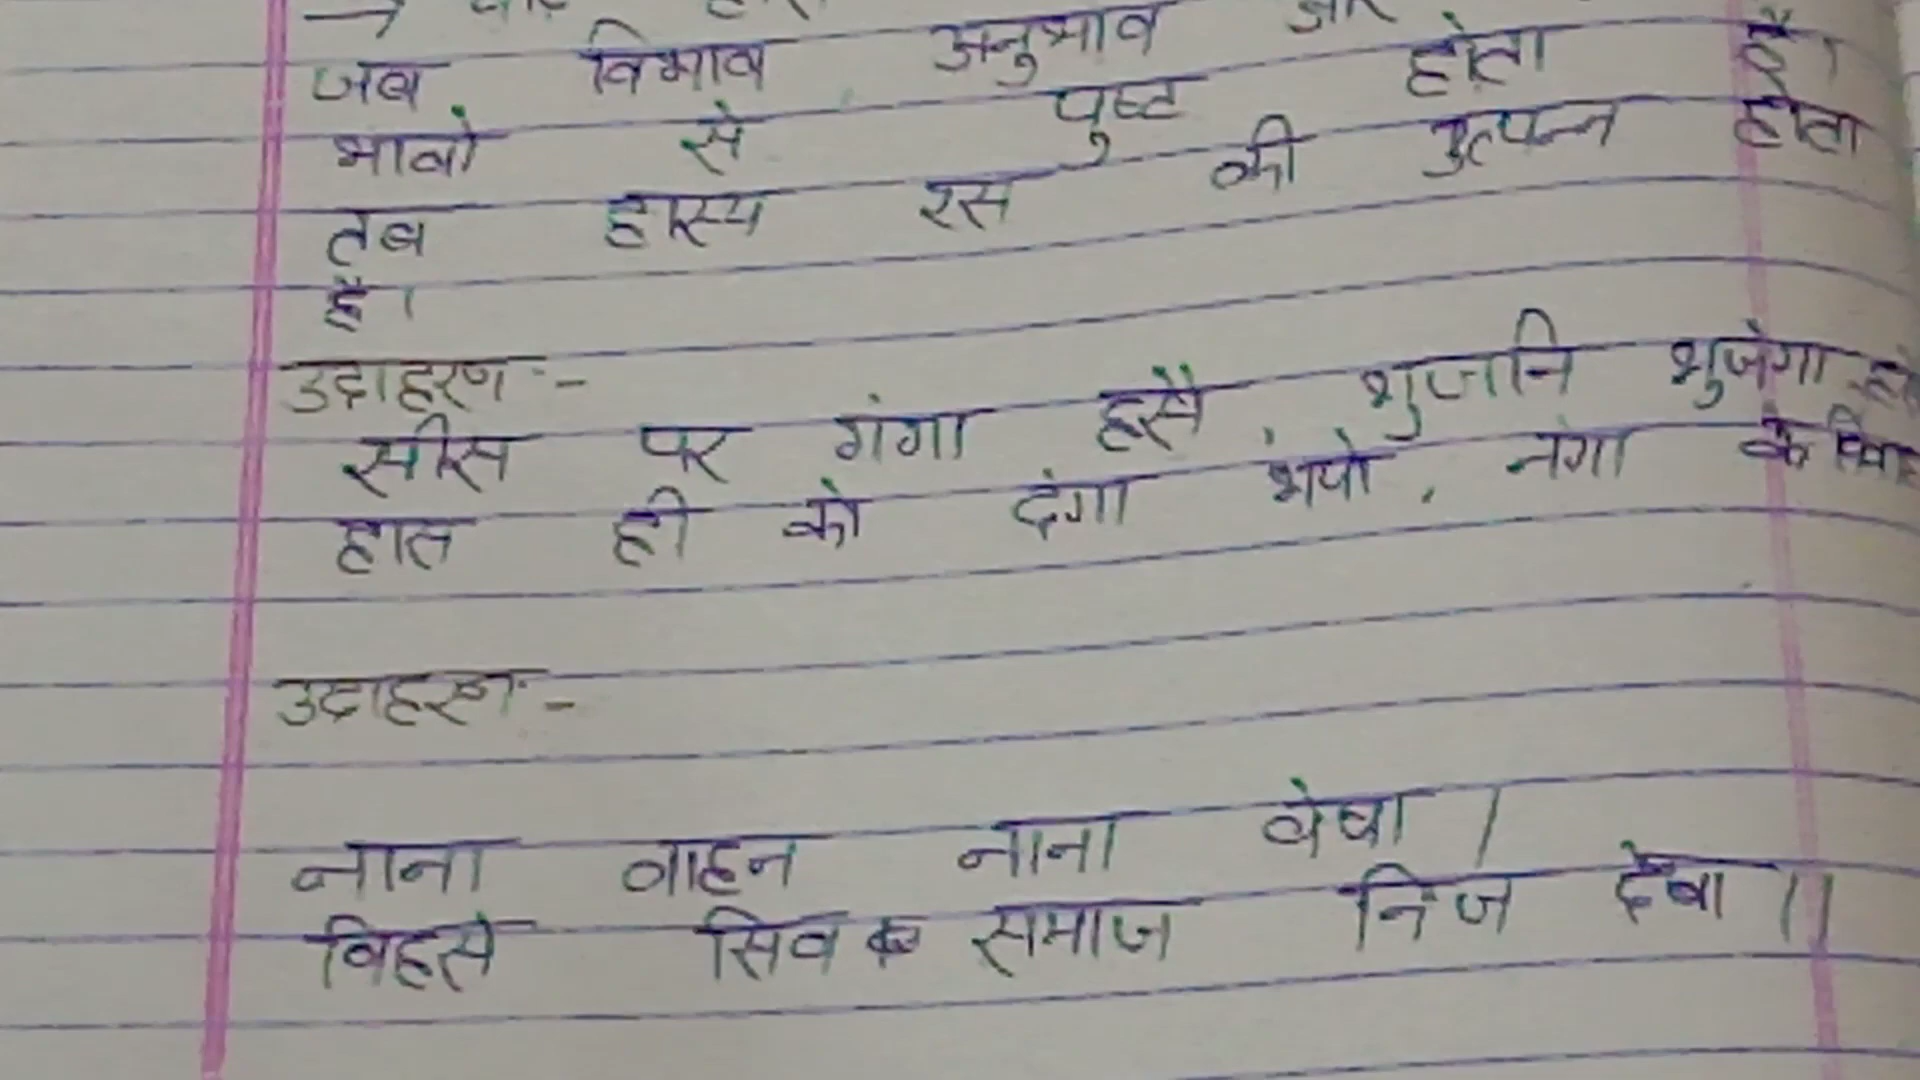 जब विभाव अनुभाव और
भावो से पुष्ट होता है।
तब हास्य रस की उत्पन्न होता
है।
उदाहरण :-
सीस पर गंगा हसै भुजनि भुजंगा
हात ही को दंगा भयो, नंगा के
उदाहरण:-
नाना वाहन नाना वेषा ।
विहसे सिव समाज निज देखा ।।